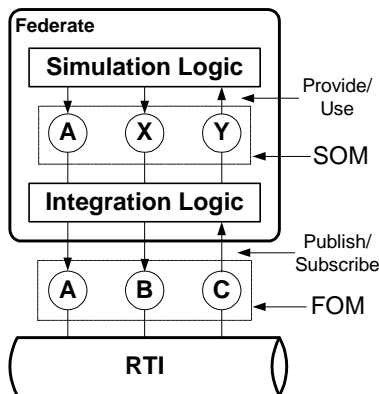 Federate
Simulation Logic
Provide/
Use
A X Y
SOM
Integration Logic
Publish/
Subscribe
A B C
FOM
RTI